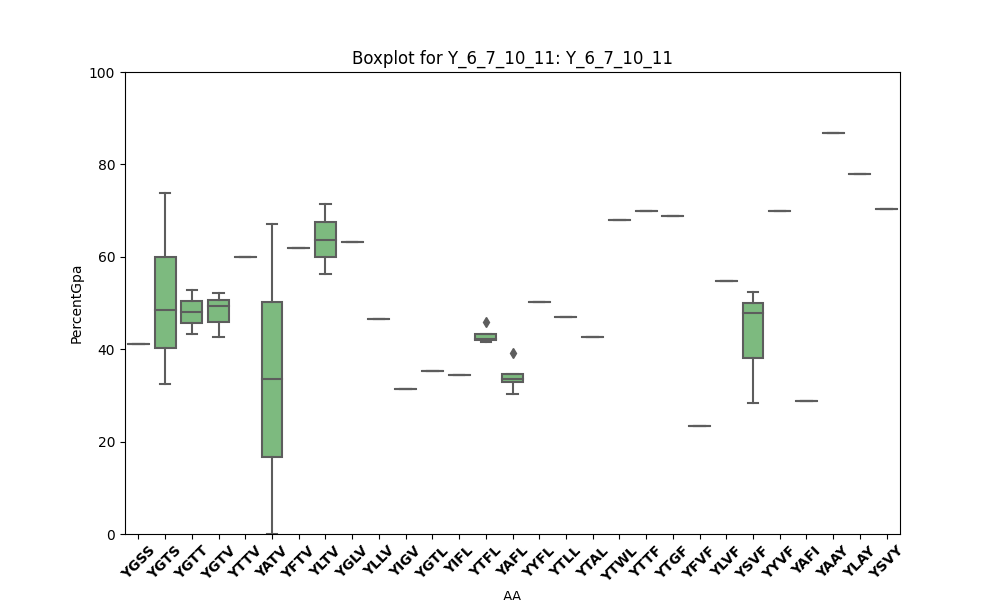 Boxplot for Y_6_7_10_11: Y_6_7_10_11
PercentGpa
100
80
60
40
20
0
YGSS YGTS YGTT YGTV YTTV YATV YFTV YLTV YGLV YLLV YIGV YGTL YIFL YTFL YAFL YYFL YTLL YTAL YTWL YTTF YTGF YFVF YLVF YSVF YYVF YAFI YAAY YLAY YSVY
AA